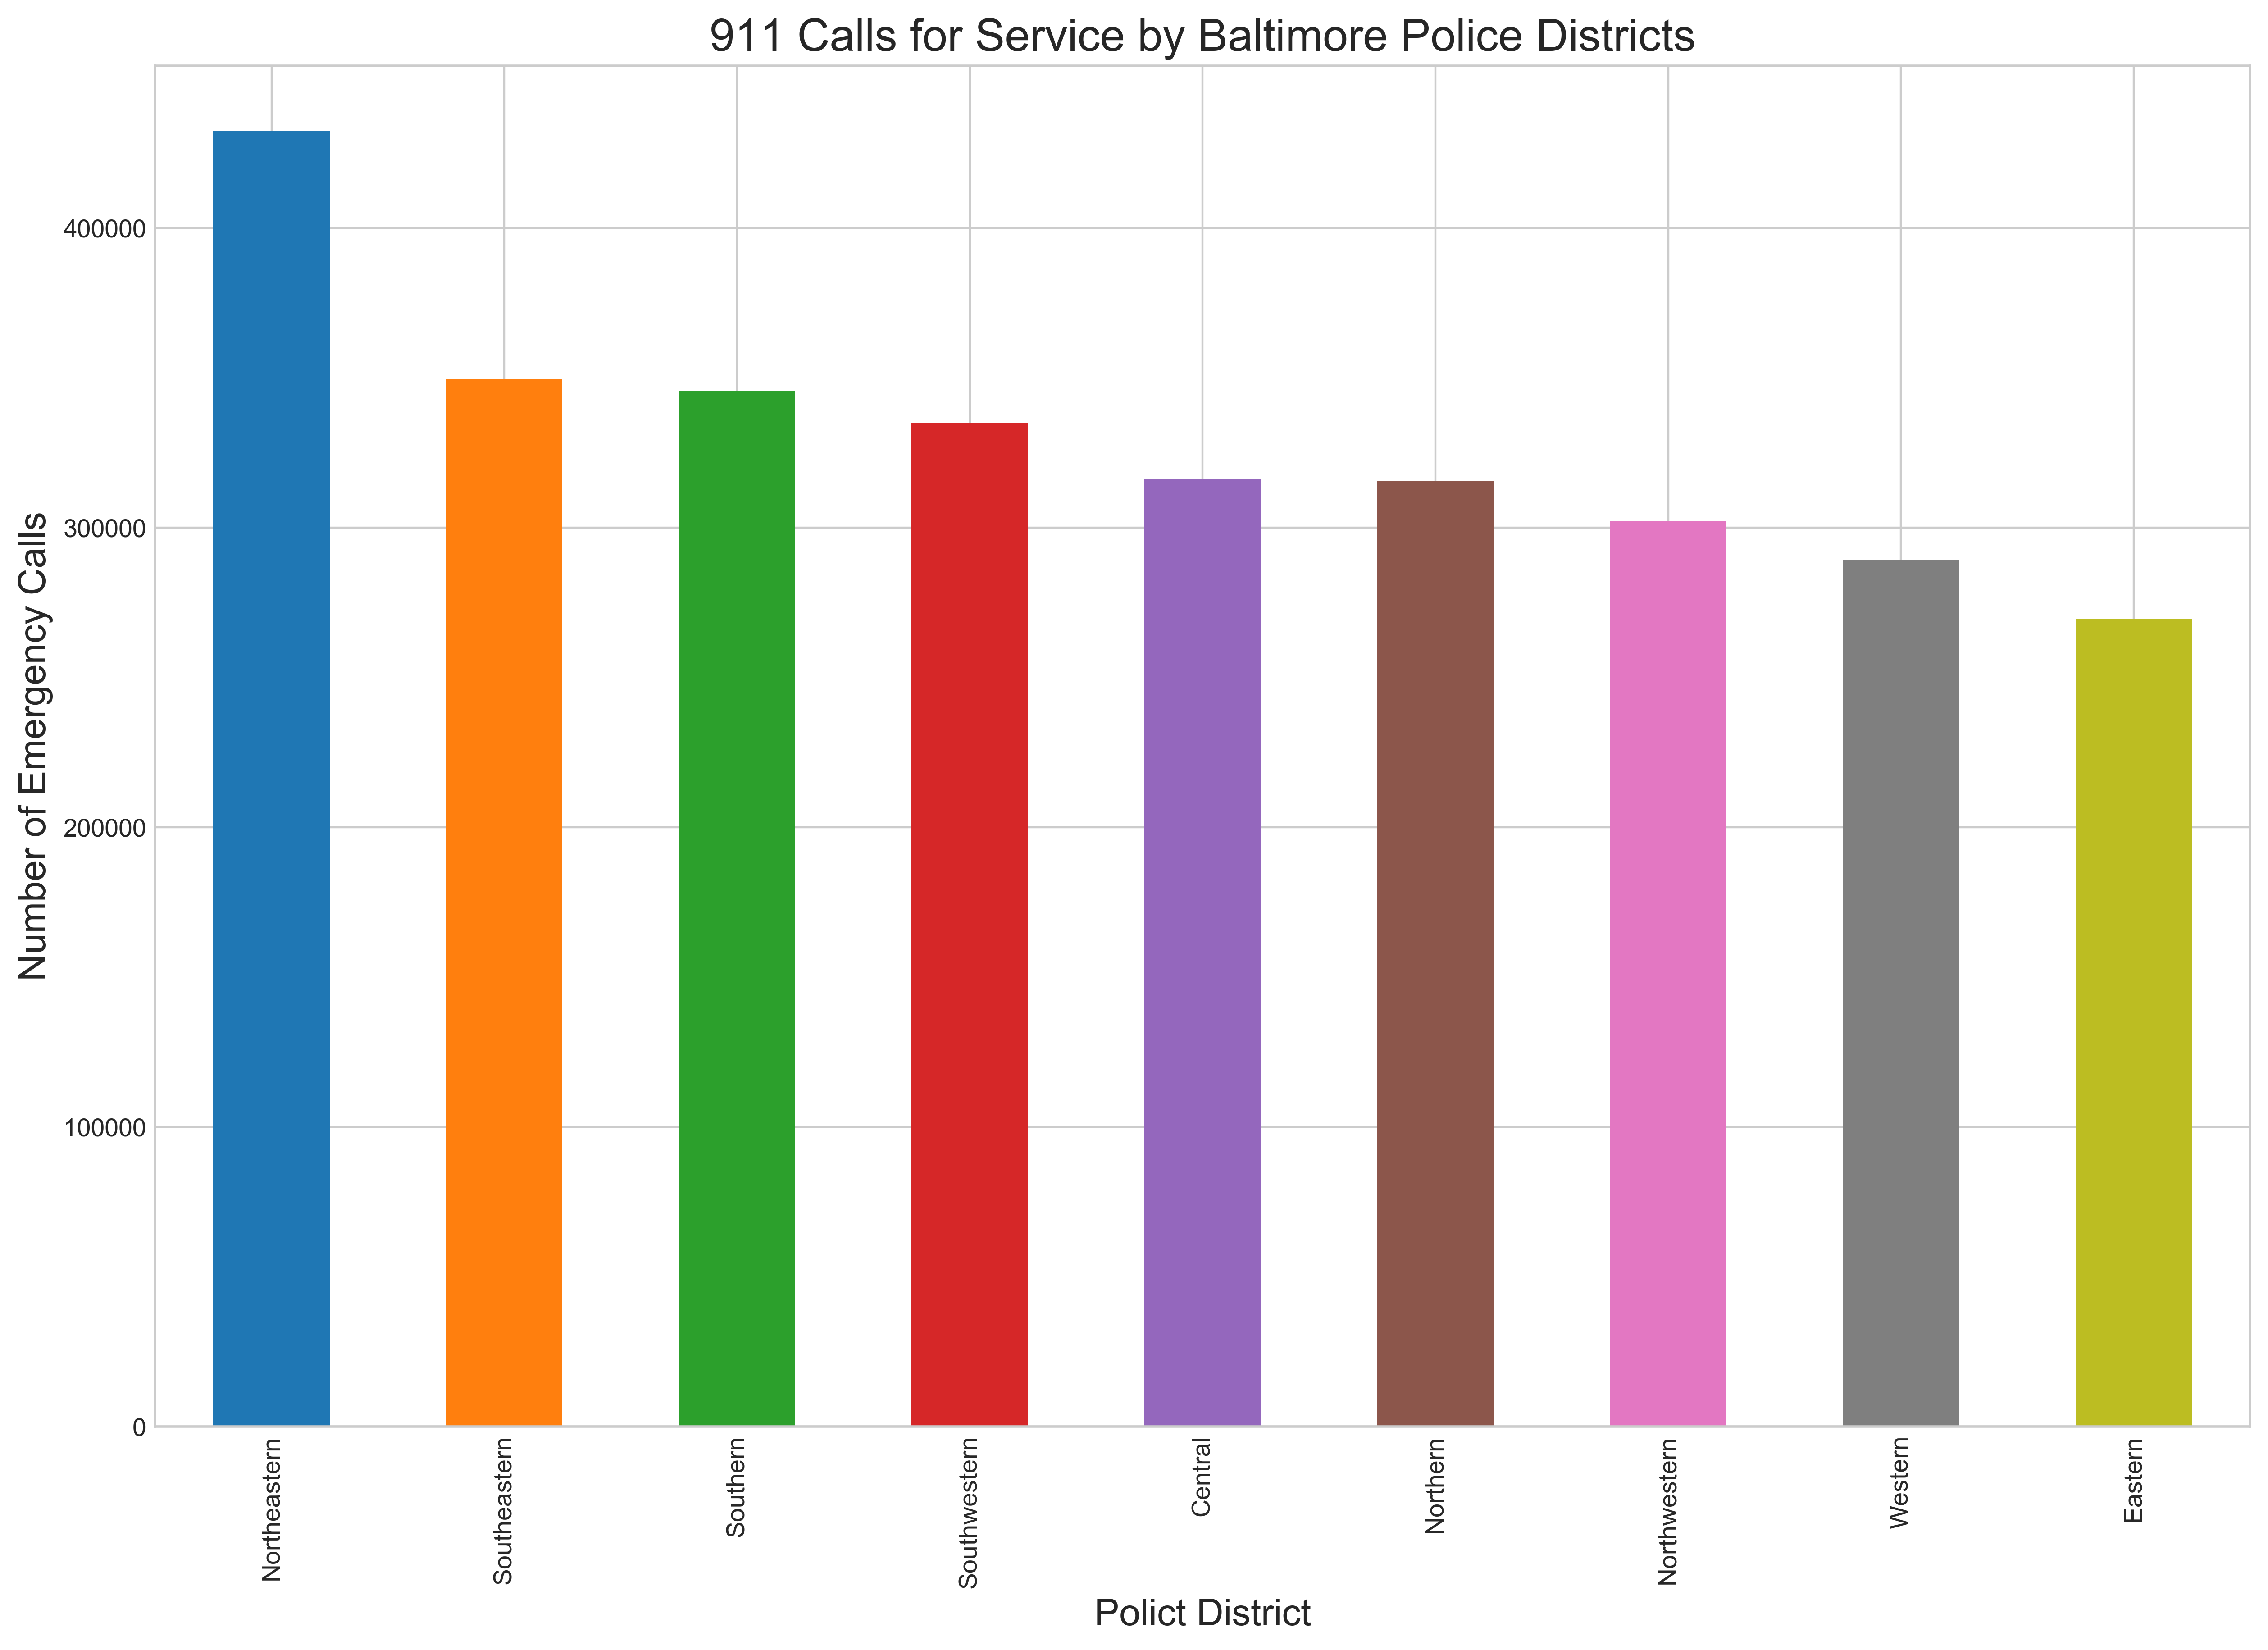 911 Calls for Service by Baltimore Police Districts
Number of Emergency Calls
400000
300000
200000
100000
0
Northeastern
Southeastern
Southern
Southwestern
Central
Northern
Northwestern
Western
Eastern
Polict District